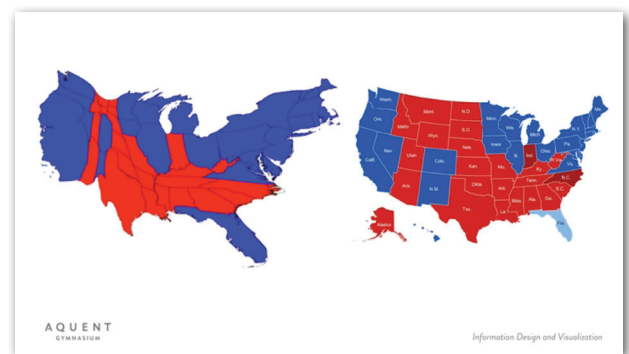 Wash.
Ore.
Calif.
Nev.
Idaho
Mont.
Wyo.
Utah
Ariz.
Colo.
N.M.
N.D.
S.D.
Neb.
Kan.
Okla.
Tex.
Minn.
Iowa
Mo.
Ark.
La.
Wis.
Ill.
Mich.
Ind.
Ohio
Ky.
Tenn.
Miss.
Ala.
Ga.
Fla.
S.C.
N.C.
Va.
W.Va.
Pa.
N.Y.
Me.
Alaska
AQUENT
GYMNASIUM
Information Design and Visualization